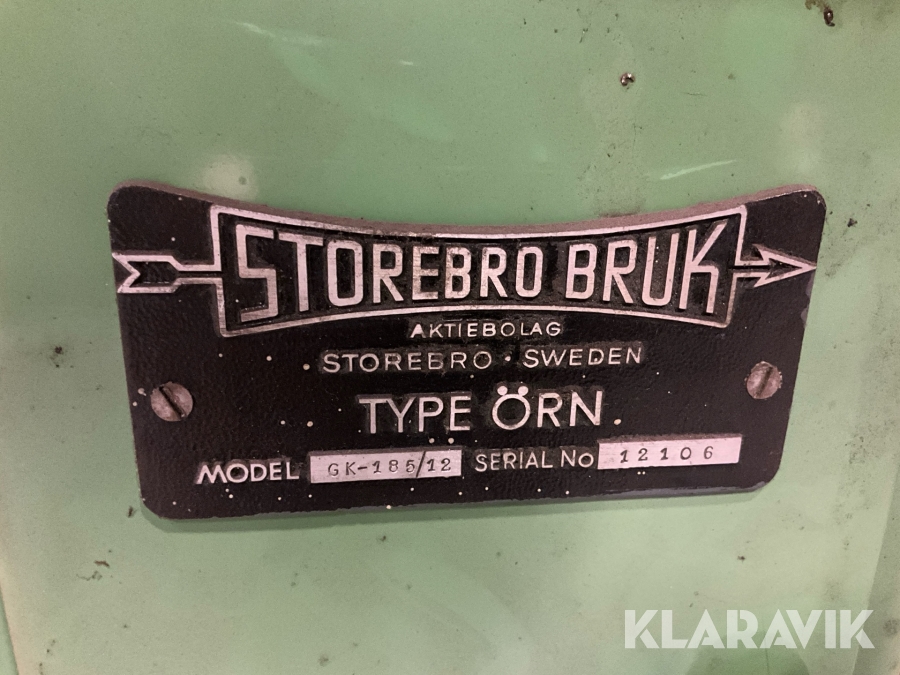 STOREBRO BRUK
AKTIEBOLAG
STOREBRO · SWEDEN
TYPE ÖRN
MODEL GK-185/12 SERIAL No 12106
KLARAVIK